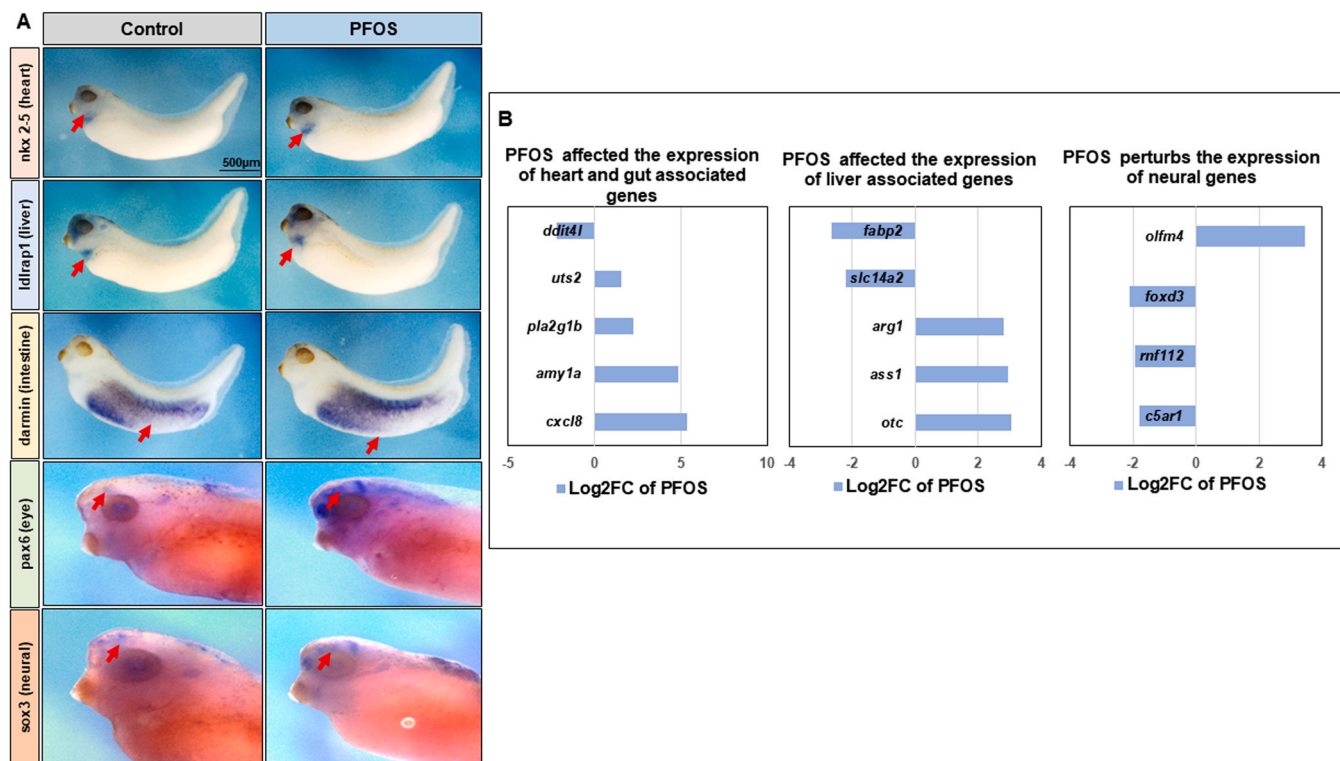 A
Control
PFOS
nkx 2-5 (heart)
500µm
ldlrap1 (liver)
darmin (intestine)
pax6 (eye)
sox3 (neural)
B
PFOS affected the expression
of heart and gut associated
genes
ddit4l
uts2
pla2g1b
amy1a
cxcl8
-5 0 5 10
Log2FC of PFOS
PFOS affected the expression
of liver associated genes
fabp2
slc14a2
arg1
ass1
otc
-4 -2 0 2 4
Log2FC of PFOS
PFOS perturbs the expression
of neural genes
olfm4
foxd3
rnf112
c5ar1
-4 -2 0 2 4
Log2FC of PFOS